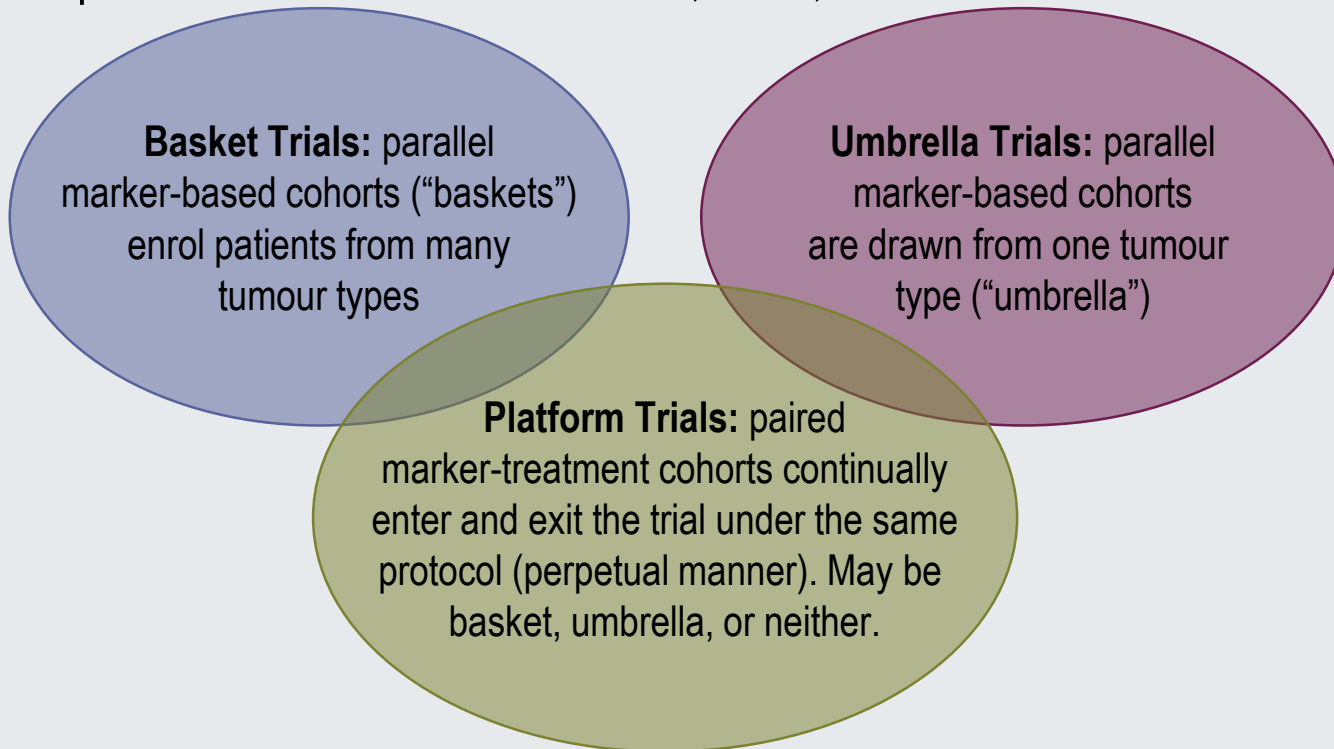 Basket Trials: parallel
marker-based cohorts (“baskets”)
enrol patients from many
tumour types
Umbrella Trials: parallel
marker-based cohorts
are drawn from one tumour
type (“umbrella”)
Platform Trials: paired
marker-treatment cohorts continually
enter and exit the trial under the same
protocol (perpetual manner). May be
basket, umbrella, or neither.